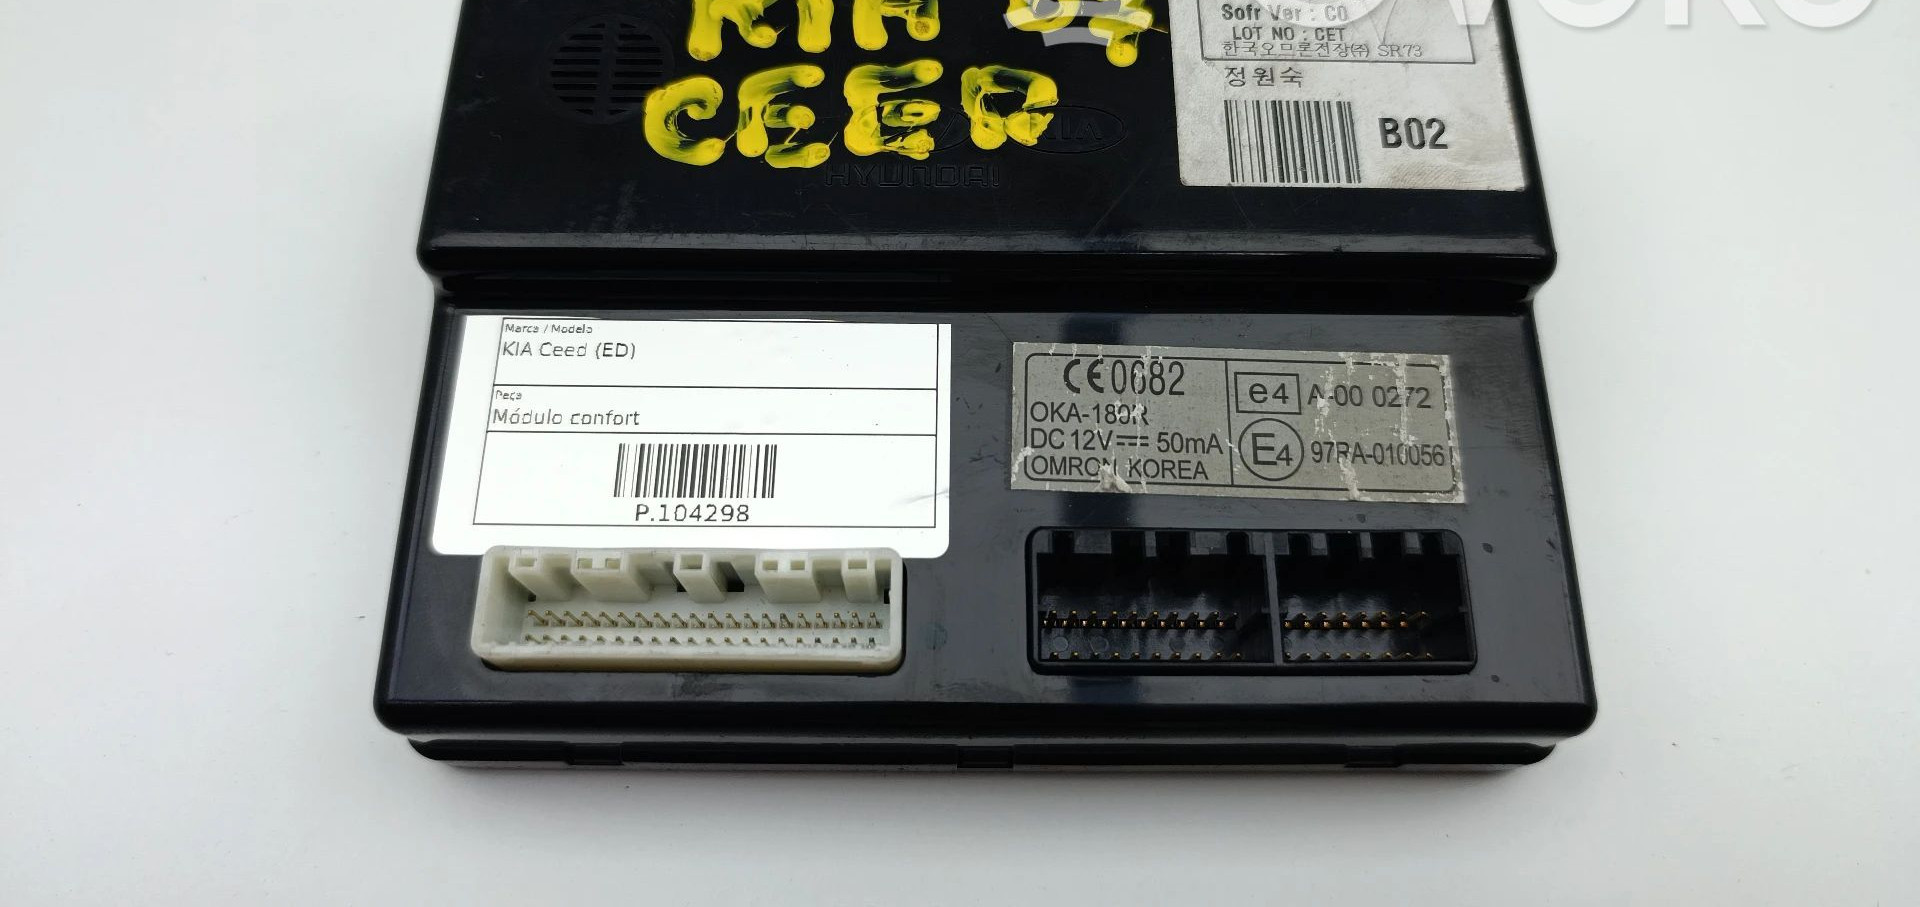 KIA 07
CEED
KIA
HYUNDAI
Sofr Ver : C0
LOT NO : CET
한국오므론전장(주) SR73
정원숙
B02
Marca / Modelo
KIA Ceed (ED)
Peça
Módulo confort
P.104298
CE0682
OKA-180R
DC 12V 50mA
OMRON KOREA
e4 A-00 0272
E4 97RA-010056